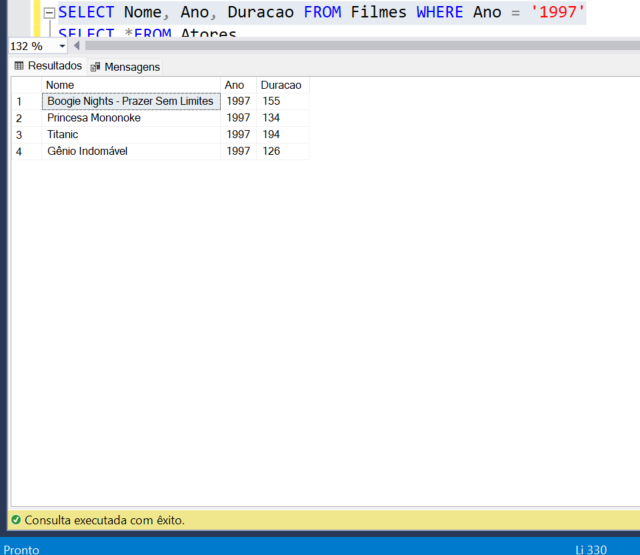 SELECT Nome, Ano, Duracao FROM Filmes WHERE Ano = '1997'
SELECT *FROM Atores
132 %
Resultados Mensagens
Nome Ano Duracao
1 Boogie Nights - Prazer Sem Limites 1997 155
2 Princesa Mononoke 1997 134
3 Titanic 1997 194
4 Gênio Indomável 1997 126
Consulta executada com êxito.
Pronto Li 330